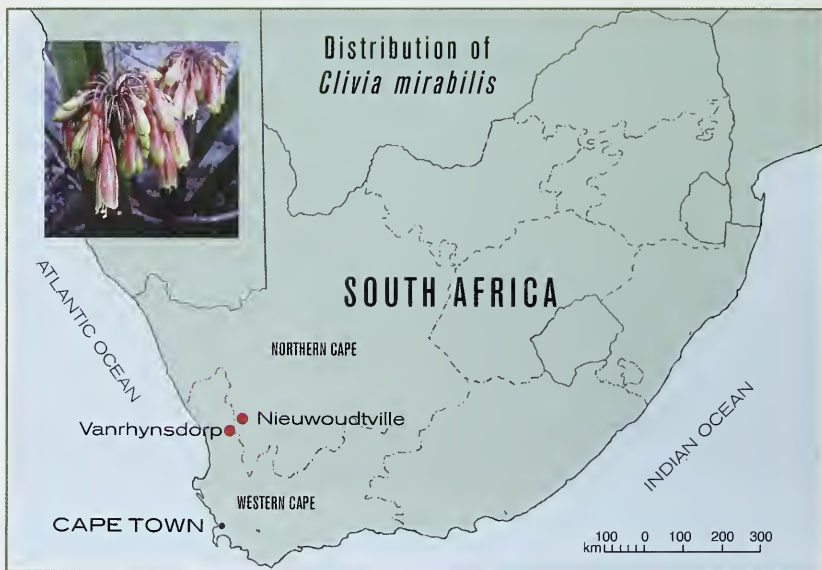 Distribution of
Clivia mirabilis
ATLANTIC OCEAN
SOUTH AFRICA
NORTHERN CAPE
Nieuwoudtville
Vanrhynsdorp
INDIAN OCEAN
WESTERN CAPE
CAPE TOWN
100 0 100 200 300
km